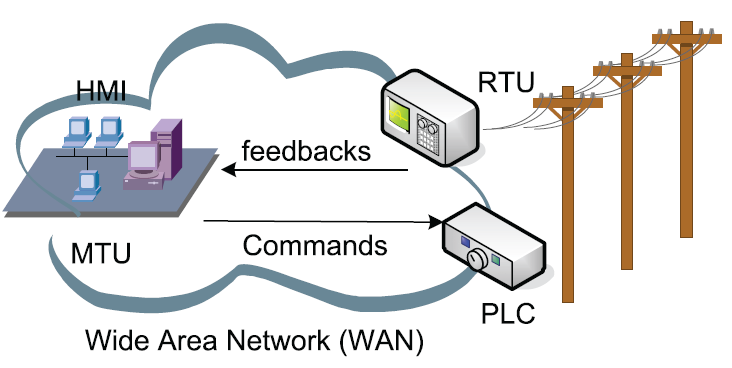 HMI
RTU
feedbacks
MTU
Commands
PLC
Wide Area Network (WAN)